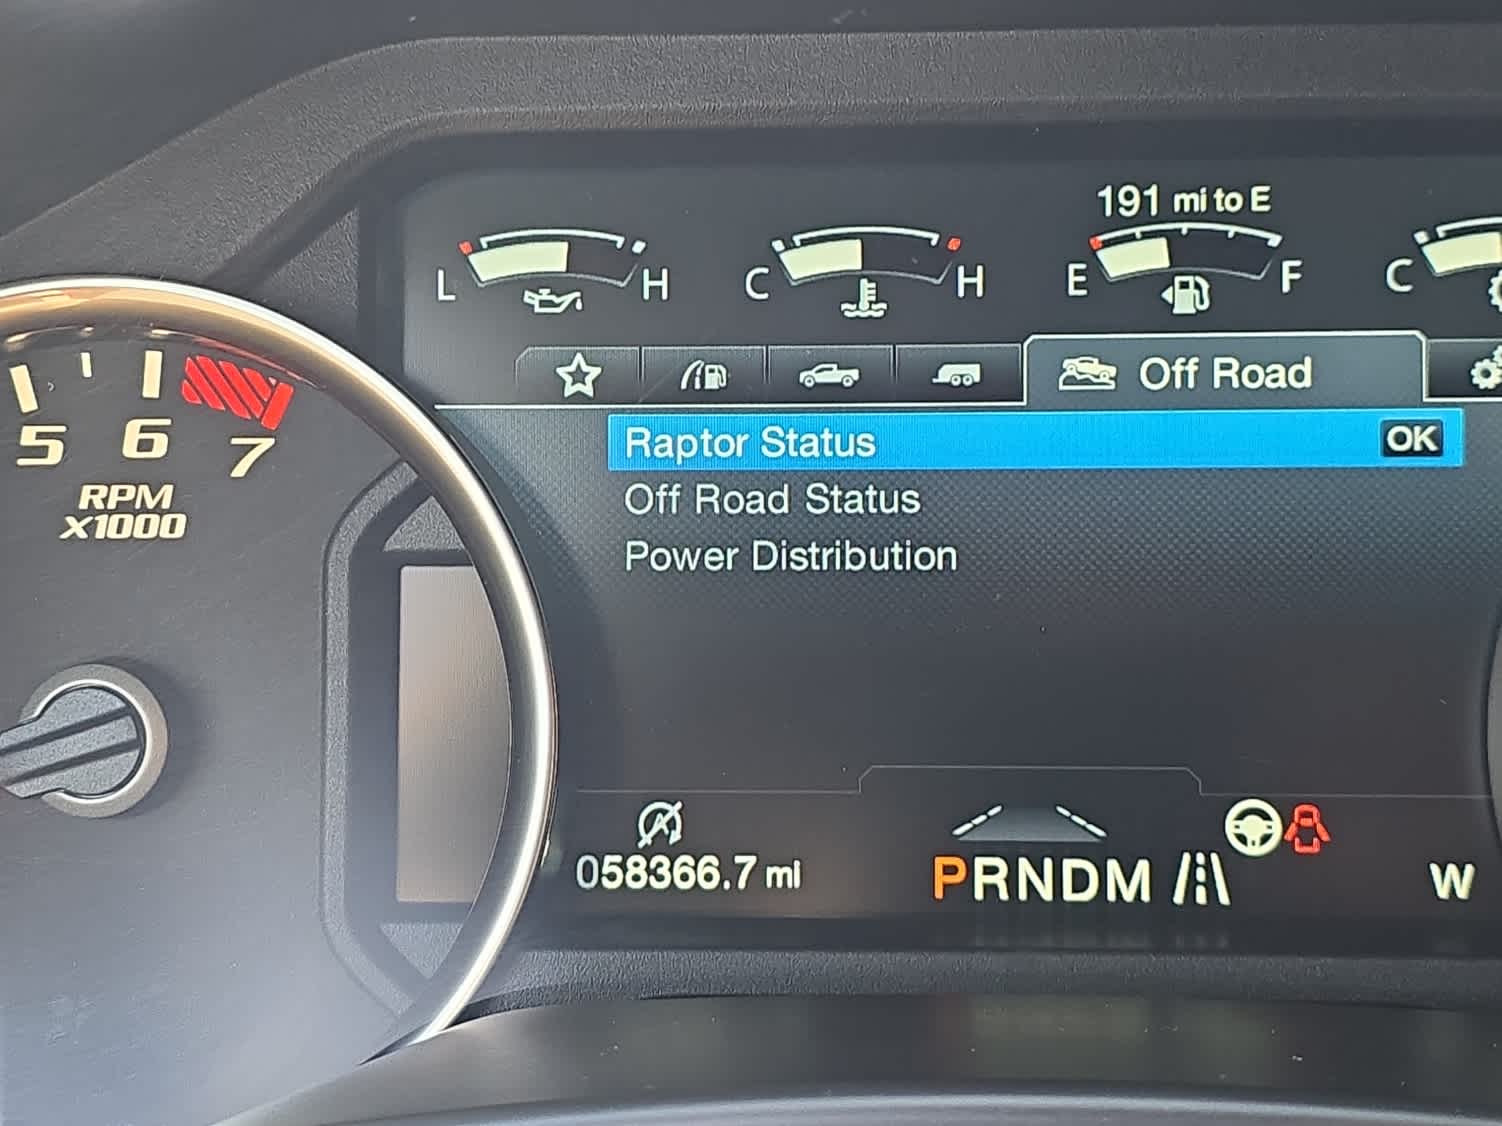 191 mi to E
L H C H E F C
Off Road
Raptor Status OK
Off Road Status
Power Distribution
5 6 7
RPM
X1000
A
058366.7 mi
PRNDM
W